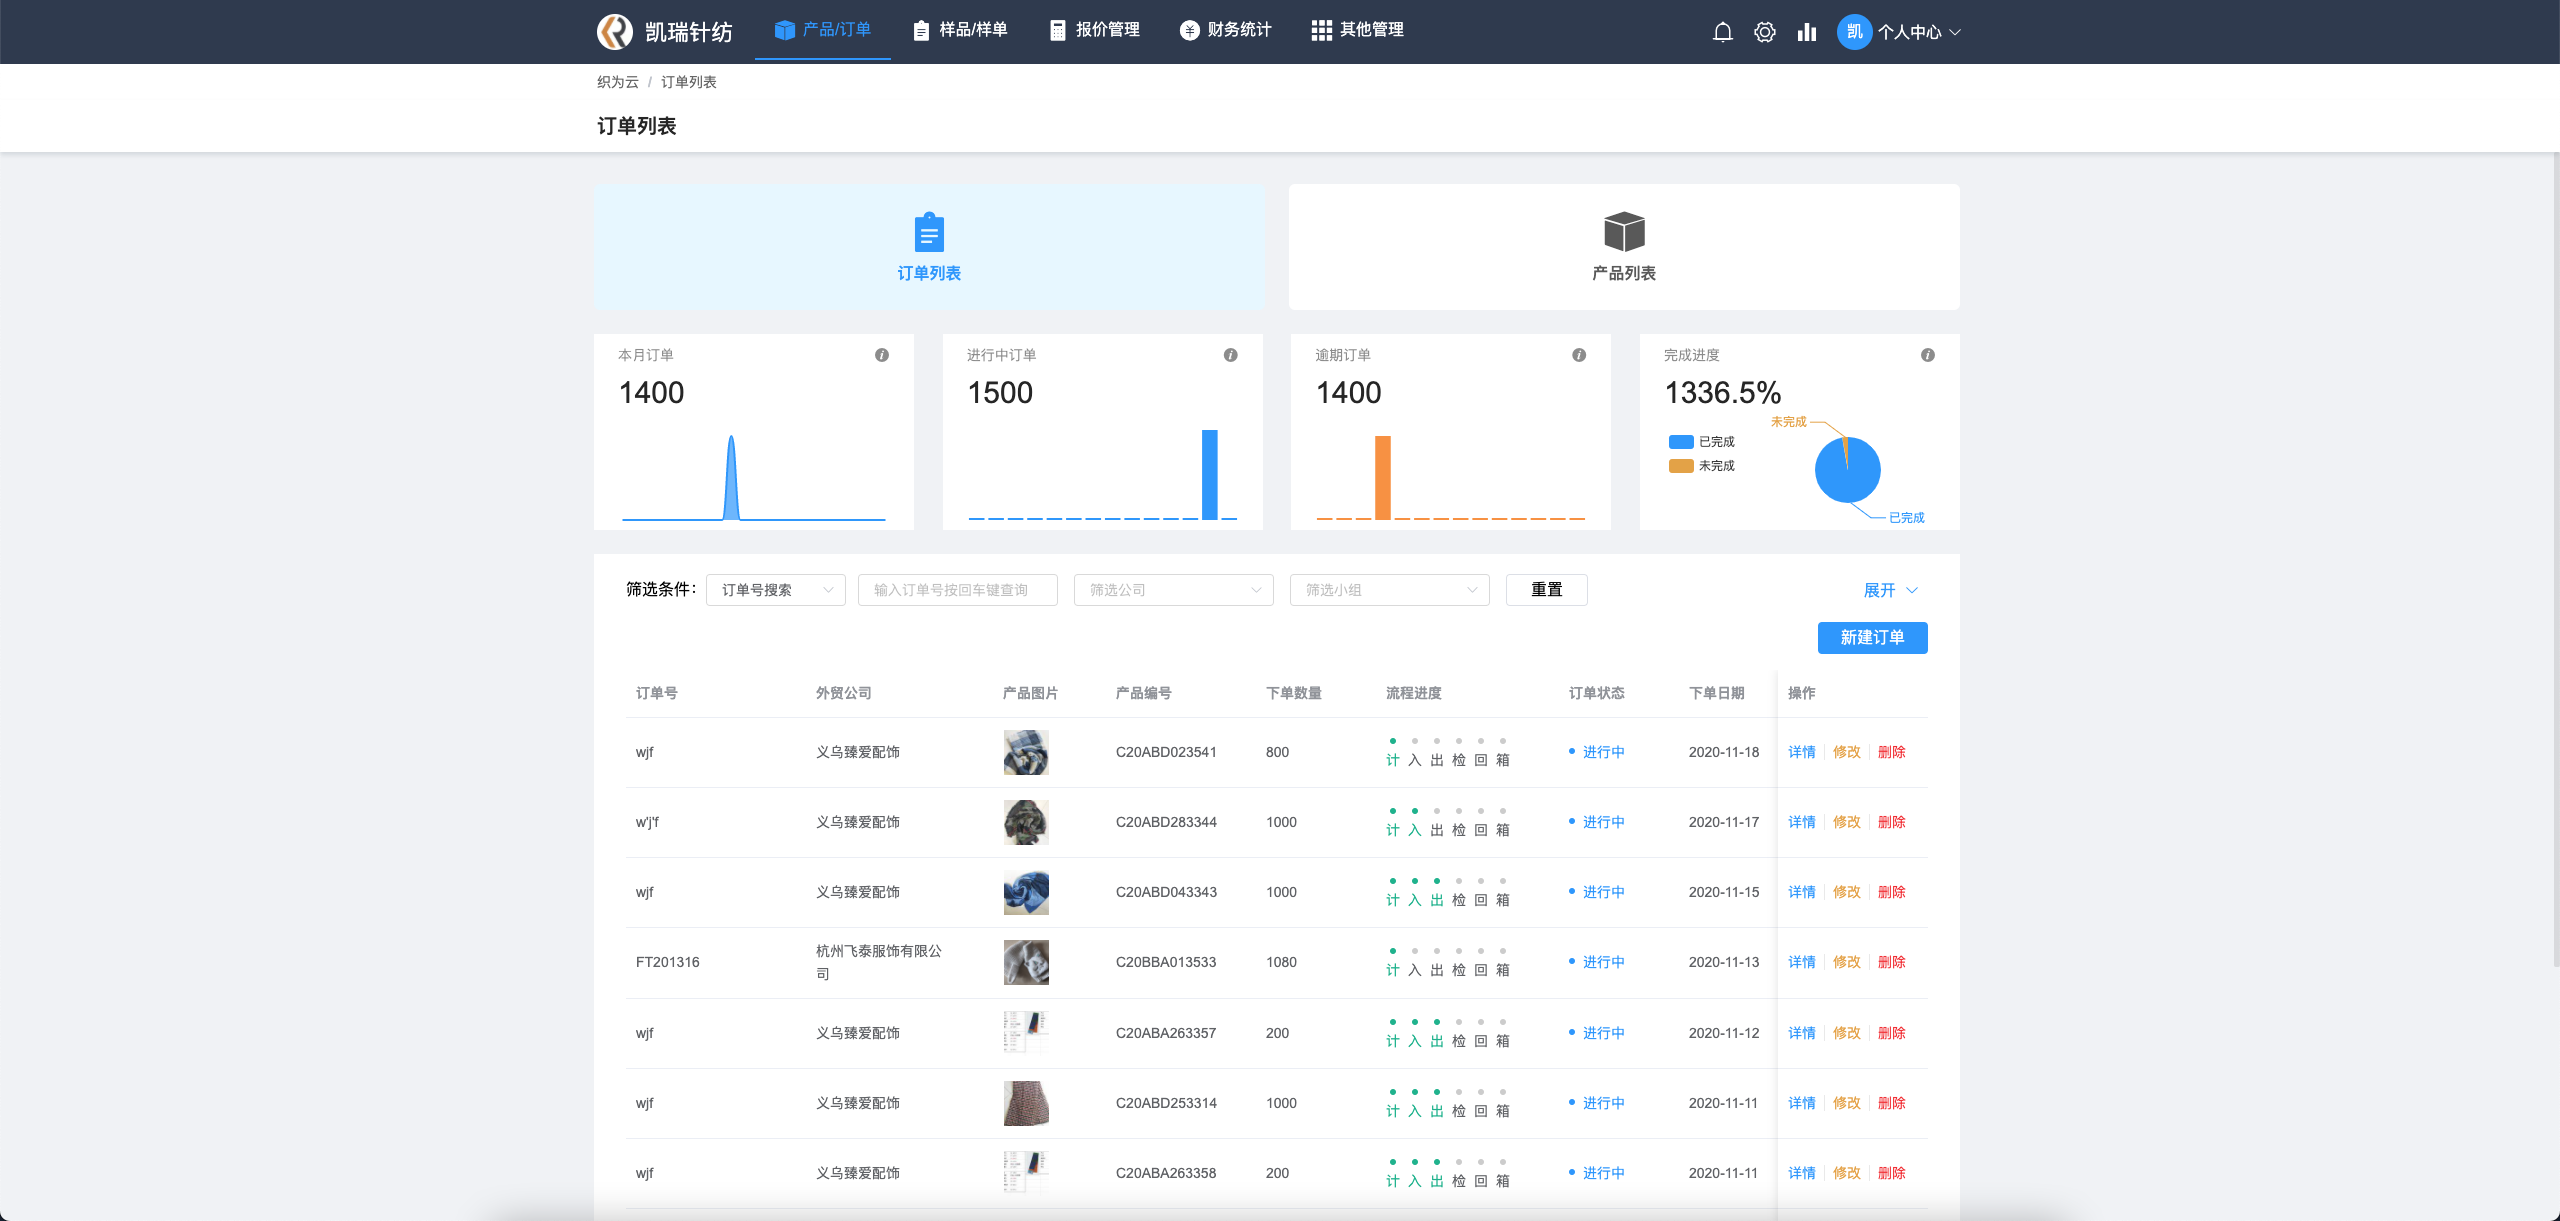 凯瑞针纺 产品/订单 样品/样单 报价管理 财务统计 其他管理 凯 个人中心
织为云 / 订单列表
订单列表
订单列表 产品列表
本月订单 进行中订单 逾期订单 完成进度
1400 1500 1400 1336.5%
未完成
已完成
未完成
已完成
筛选条件： 订单号搜索 输入订单号按回车键查询 筛选公司 筛选小组 重置 展开
新建订单
订单号 外贸公司 产品图片 产品编号 下单数量 流程进度 订单状态 下单日期 操作
wjf 义乌臻爱配饰 C20ABD023541 800 计 入 出 检 回 箱 进行中 2020-11-18 详情 修改 删除
w'j'f 义乌臻爱配饰 C20ABD283344 1000 计 入 出 检 回 箱 进行中 2020-11-17 详情 修改 删除
wjf 义乌臻爱配饰 C20ABD043343 1000 计 入 出 检 回 箱 进行中 2020-11-15 详情 修改 删除
FT201316 杭州飞泰服饰有限公司 C20BBA013533 1080 计 入 出 检 回 箱 进行中 2020-11-13 详情 修改 删除
wjf 义乌臻爱配饰 C20ABA263357 200 计 入 出 检 回 箱 进行中 2020-11-12 详情 修改 删除
wjf 义乌臻爱配饰 C20ABD253314 1000 计 入 出 检 回 箱 进行中 2020-11-11 详情 修改 删除
wjf 义乌臻爱配饰 C20ABA263358 200 计 入 出 检 回 箱 进行中 2020-11-11 详情 修改 删除